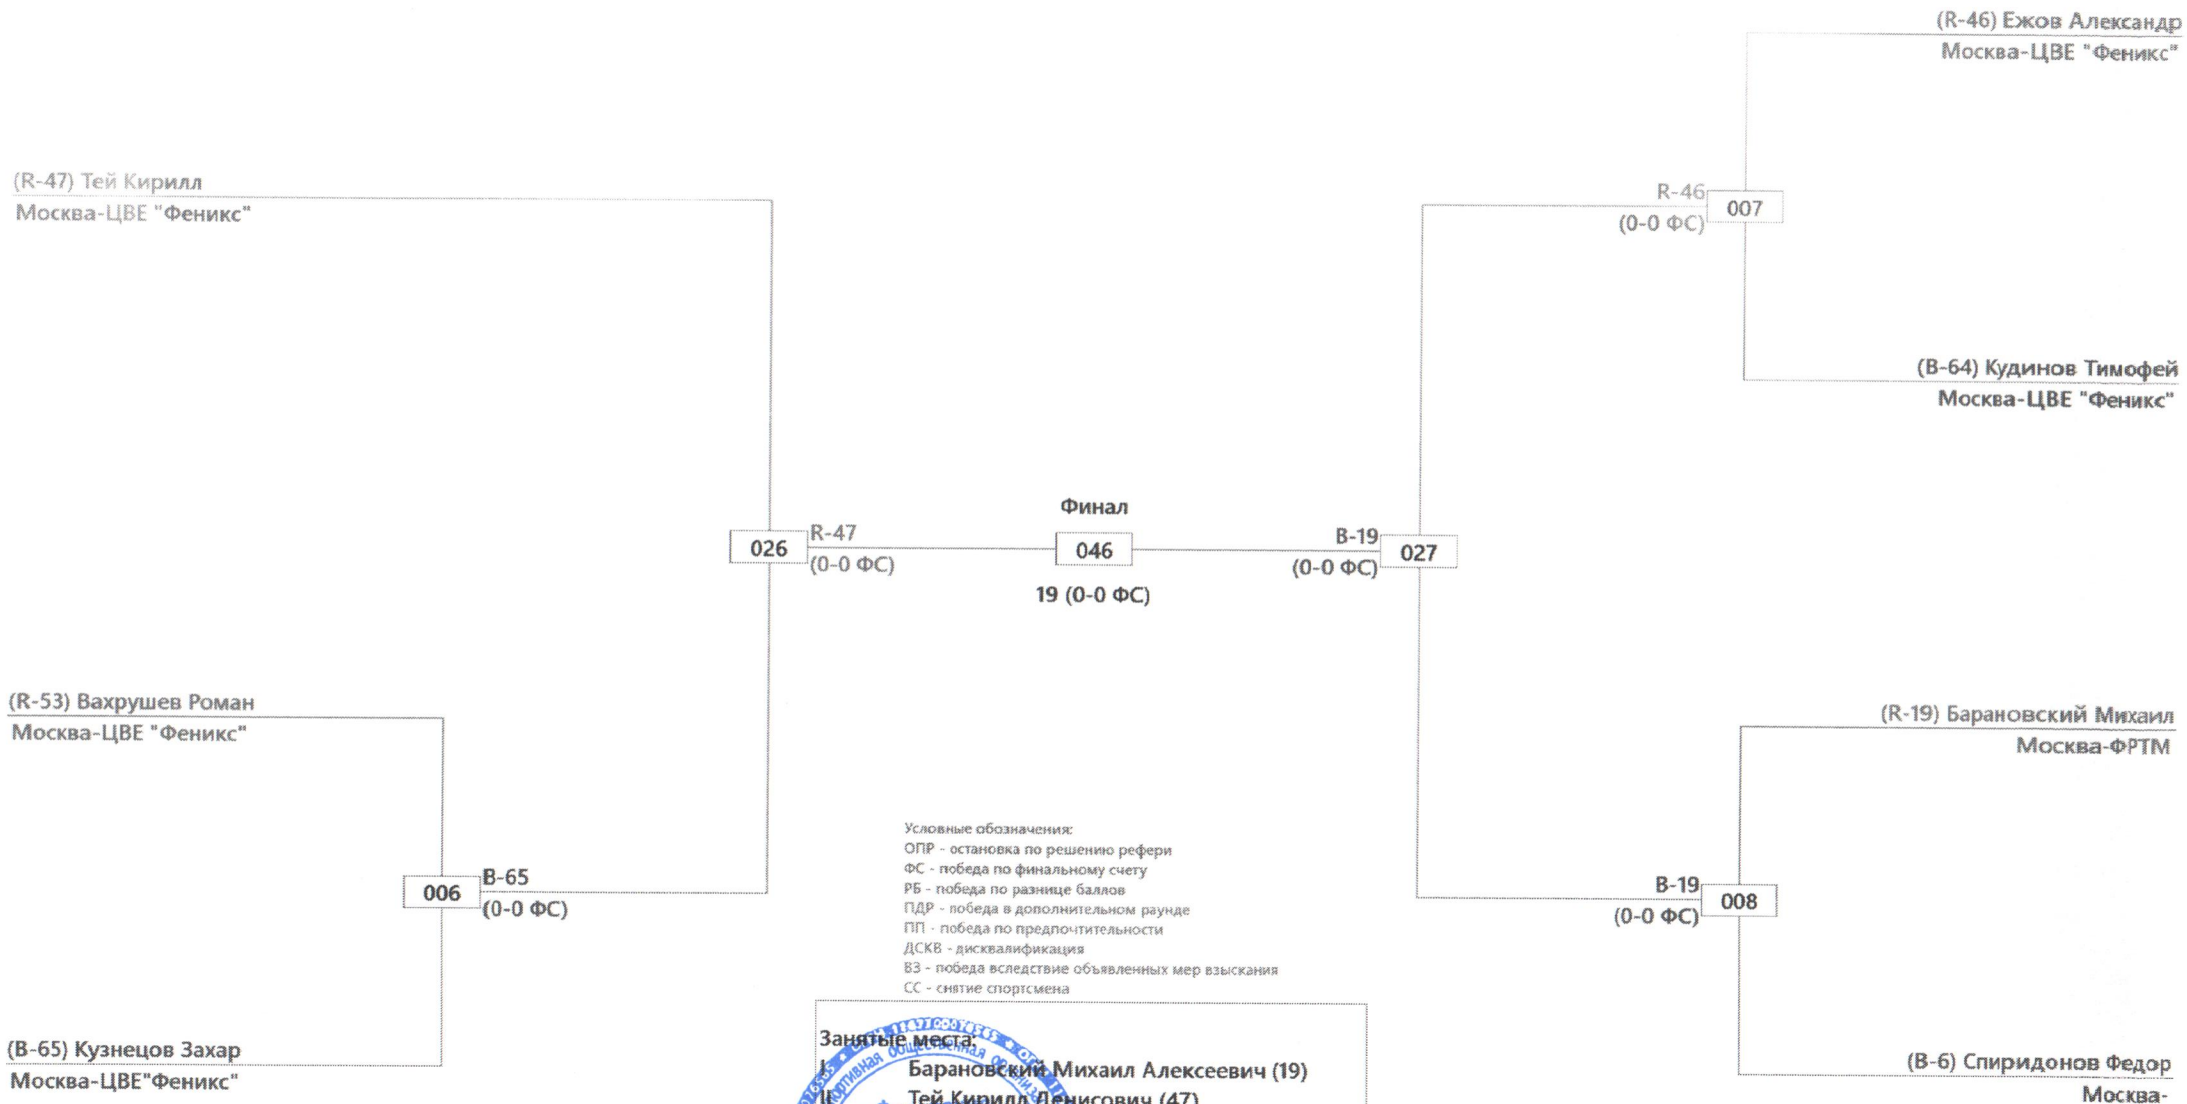 (R-46) Ежов Александр
Москва-ЦВЕ "Феникс"
(R-47) Тей Кирилл
Москва-ЦВЕ "Феникс"
R-46
007
(0-0 ФС)
(B-64) Кудинов Тимофей
Москва-ЦВЕ "Феникс"
Финал
026
R-47
(0-0 ФС)
046
19 (0-0 ФС)
B-19
(0-0 ФС)
027
(R-53) Вахрушев Роман
Москва-ЦВЕ "Феникс"
(R-19) Барановский Михаил
Москва-ФРТМ
Условные обозначения:
ОПР - остановка по решению рефери
ФС - победа по финальному счету
РБ - победа по разнице баллов
ПДР - победа в дополнительном раунде
ПП - победа по предпочтительности
ДСКВ - дисквалификация
ВЗ - победа вследствие объявленных мер взыскания
СС - снятие спортсмена
006
B-65
(0-0 ФС)
B-19
(0-0 ФС)
008
(B-65) Кузнецов Захар
Москва-ЦВЕ"Феникс"
Занятые места:
I Барановский Михаил Алексеевич (19)
II Тей Кирилл Денисович (47)
(B-6) Спиридонов Федор
Москва-